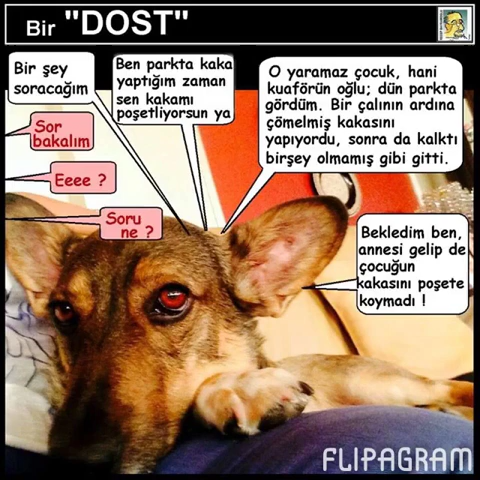 Bir "DOST"
Bir şey
soracağım
Sor
bakalım
Ben parkta kaka
yaptığım zaman
sen kakamı
poşetliyorsun ya
Eeee ?
O yaramaz çocuk, hani
kuaförün oğlu; dün parkta
gördüm. Bir çalının ardına
çömelmiş kakasını
yapıyordu, sonra da kalktı
birşey olmamış gibi gitti.
Soru
ne ?
Bekledim ben,
annesi gelip de
çocuğun
kakasını poşete
koymadı !
FLIPAGRAM